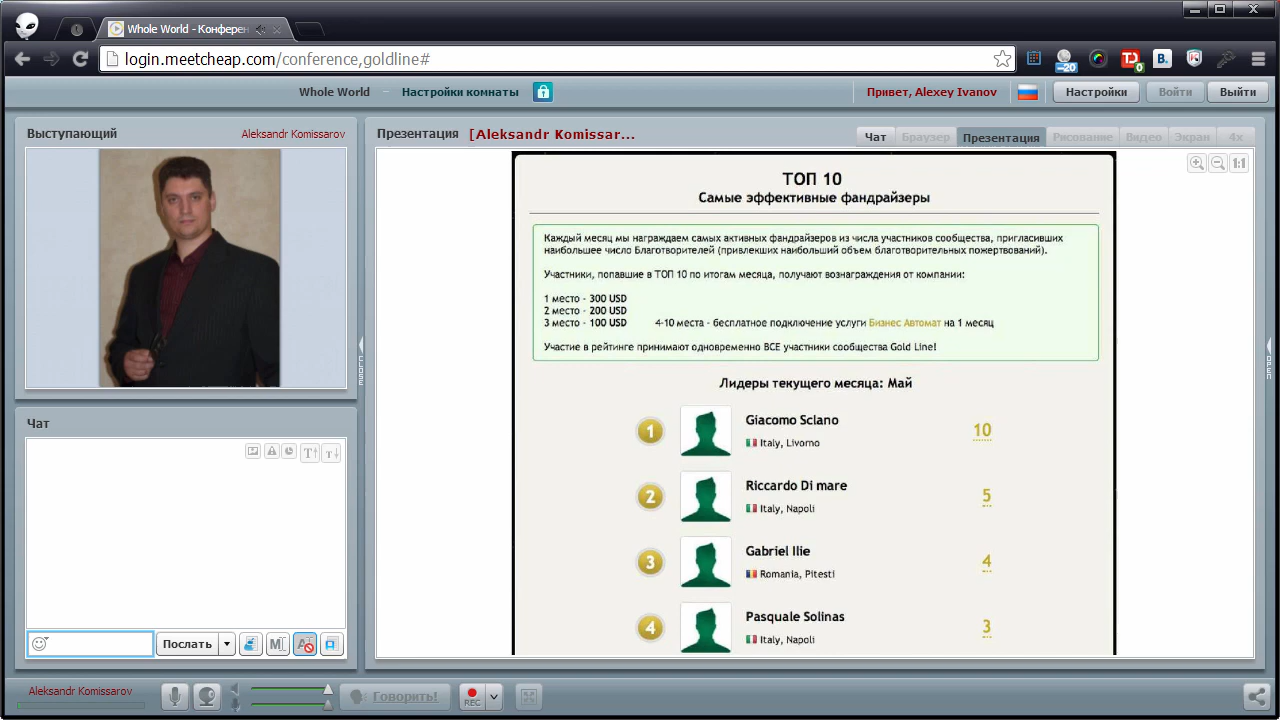 Whole World - Конферен
login.meetcheap.com/conference,goldline#
-20
TD
0
B.
Whole World
Настройки комнаты
Привет, Alexey Ivanov
Настройки
Войти
Выйти
Выступающий
Aleksandr Komissarov
Презентация
[Aleksandr Komissar...
Чат
Браузер
Презентация
Рисование
Видео
Экран
4x
1:1
ТОП 10
Самые эффективные фандрайзеры
Каждый месяц мы награждаем самых активных фандрайзеров из числа участников сообщества, пригласивших
наибольшее число Благотворителей (привлекших наибольший объем благотворительных пожертвований).
Участники, попавшие в ТОП 10 по итогам месяца, получают вознаграждения от компании:
1 место - 300 USD
2 место - 200 USD
3 место - 100 USD 4-10 места - бесплатное подключение услуги Бизнес Автомат на 1 месяц
Участие в рейтинге принимают одновременно ВСЕ участники сообщества Gold Line!
Лидеры текущего месяца: Май
1
Giacomo Sclano
Italy, Livorno
10
2
Riccardo Di mare
Italy, Napoli
5
3
Gabriel Ilie
Romania, Pitesti
4
4
Pasquale Solinas
Italy, Napoli
3
CLOSE
OPEN
Чат
Послать
Aleksandr Komissarov
Говорить!
REC